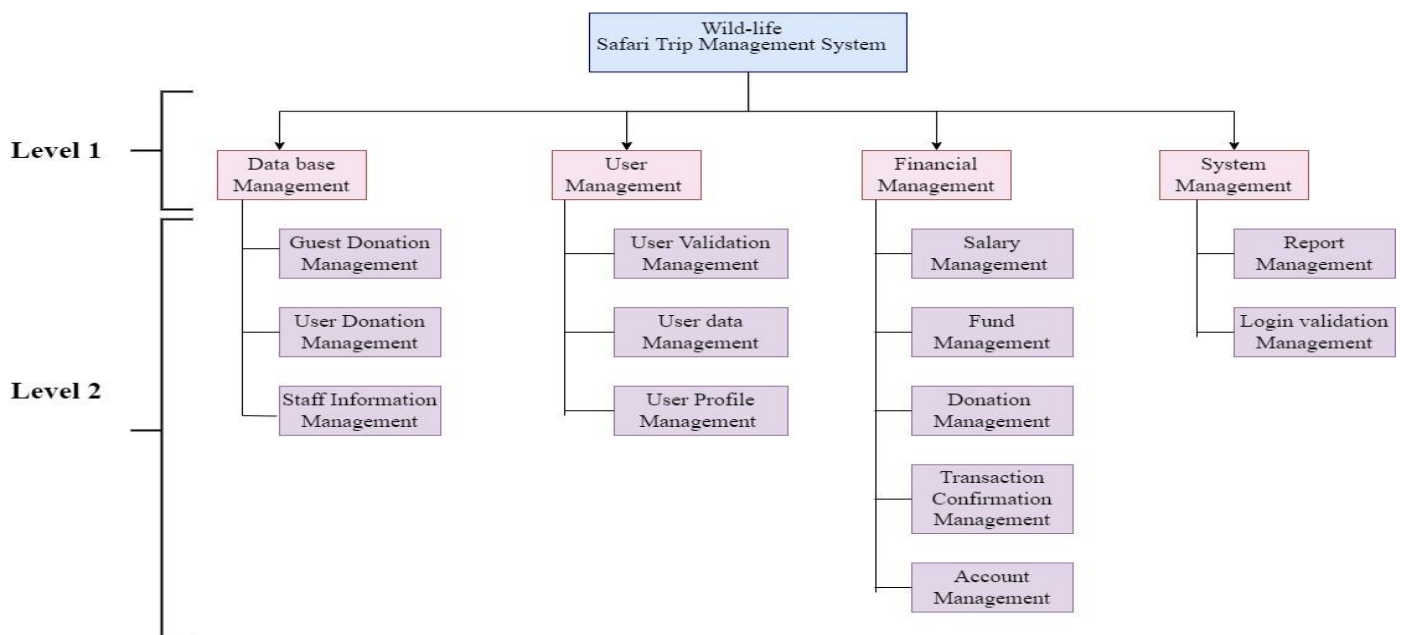 Wild-life
Safari Trip Management System
Level 1
Data base
Management
User
Management
Financial
Management
System
Management
Level 2
Guest Donation
Management
User Donation
Management
Staff Information
Management
User Validation
Management
User data
Management
User Profile
Management
Salary
Management
Fund
Management
Donation
Management
Transaction
Confirmation
Management
Account
Management
Report
Management
Login validation
Management